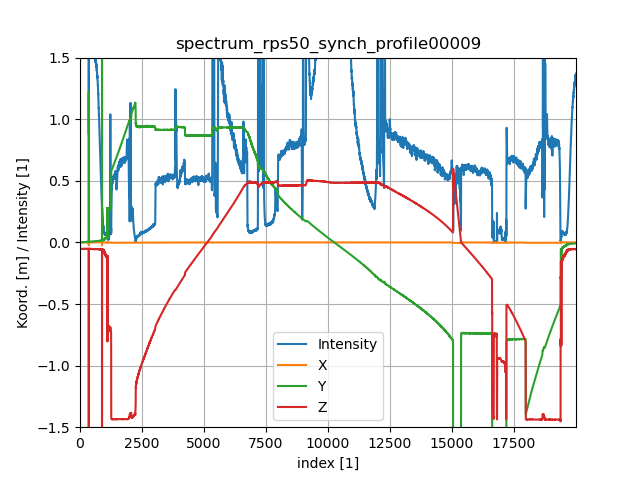 spectrum_rps50_synch_profile00009
1.5
1.0
0.5
0.0
−0.5
−1.0
−1.5
Koord. [m] / Intensity [1]
Intensity
X
Y
Z
0 2500 5000 7500 10000 12500 15000 17500
index [1]